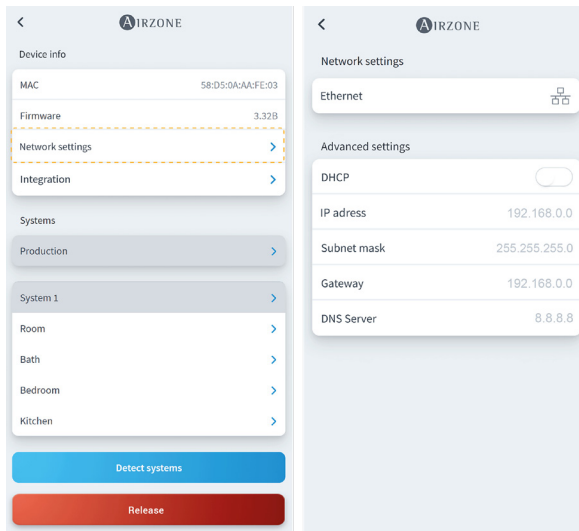 AIRZONE
Device info
MAC 58:D5:0A:AA:FE:03
Firmware 3.32B
Network settings
Integration
Systems
Production
System 1
Room
Bath
Bedroom
Kitchen
Detect systems
Release
AIRZONE
Network settings
Ethernet
Advanced settings
DHCP
IP adress 192.168.0.0
Subnet mask 255.255.255.0
Gateway 192.168.0.0
DNS Server 8.8.8.8